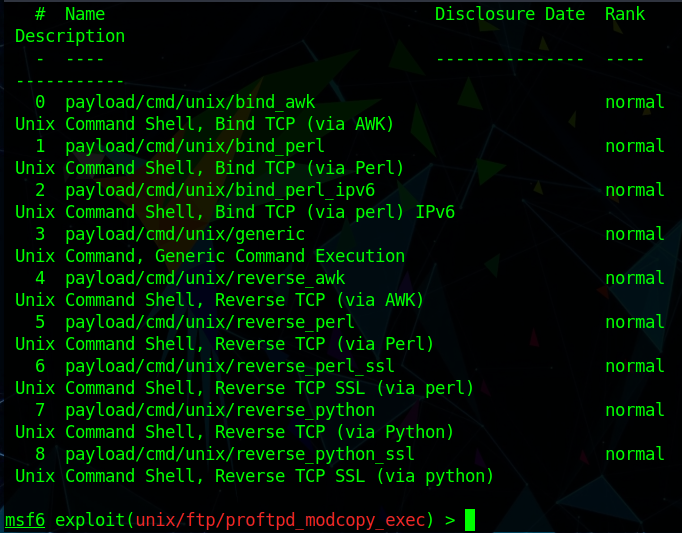 # Name Disclosure Date Rank
Description
- ---- --------------- ----
-----------
0 payload/cmd/unix/bind_awk normal
Unix Command Shell, Bind TCP (via AWK)
1 payload/cmd/unix/bind_perl normal
Unix Command Shell, Bind TCP (via Perl)
2 payload/cmd/unix/bind_perl_ipv6 normal
Unix Command Shell, Bind TCP (via perl) IPv6
3 payload/cmd/unix/generic normal
Unix Command, Generic Command Execution
4 payload/cmd/unix/reverse_awk normal
Unix Command Shell, Reverse TCP (via AWK)
5 payload/cmd/unix/reverse_perl normal
Unix Command Shell, Reverse TCP (via Perl)
6 payload/cmd/unix/reverse_perl_ssl normal
Unix Command Shell, Reverse TCP SSL (via perl)
7 payload/cmd/unix/reverse_python normal
Unix Command Shell, Reverse TCP (via Python)
8 payload/cmd/unix/reverse_python_ssl normal
Unix Command Shell, Reverse TCP SSL (via python)
msf6 exploit(unix/ftp/proftpd_modcopy_exec) >